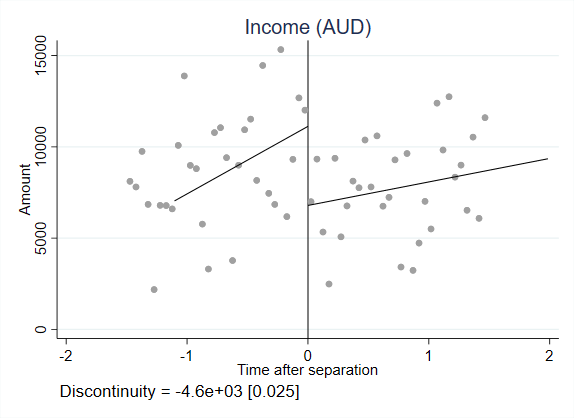 Income (AUD)
Amount
15000
10000
5000
0
-2
-1
0
1
2
Time after separation
Discontinuity = -4.6e+03 [0.025]